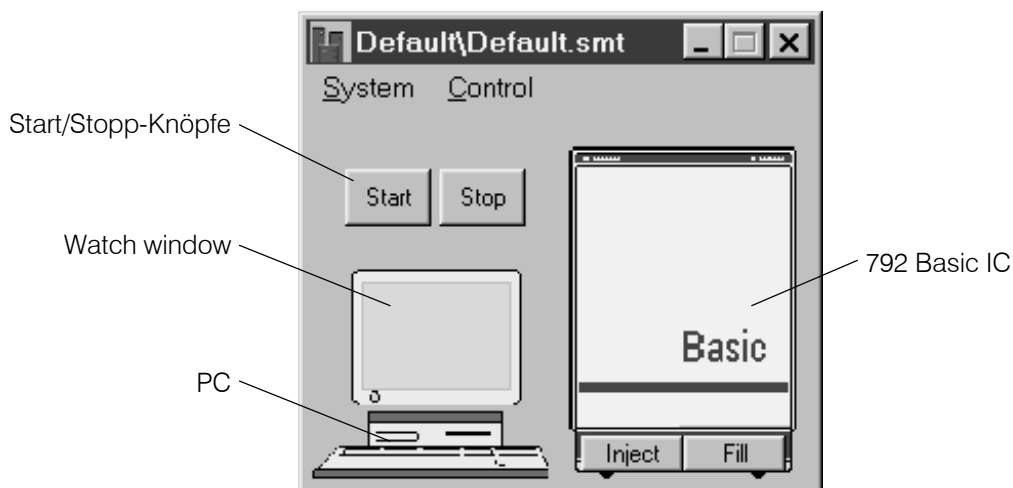 Default\Default.smt
System Control
Start/Stopp-Knöpfe
Start Stop
Watch window
792 Basic IC
Basic
PC
Inject Fill